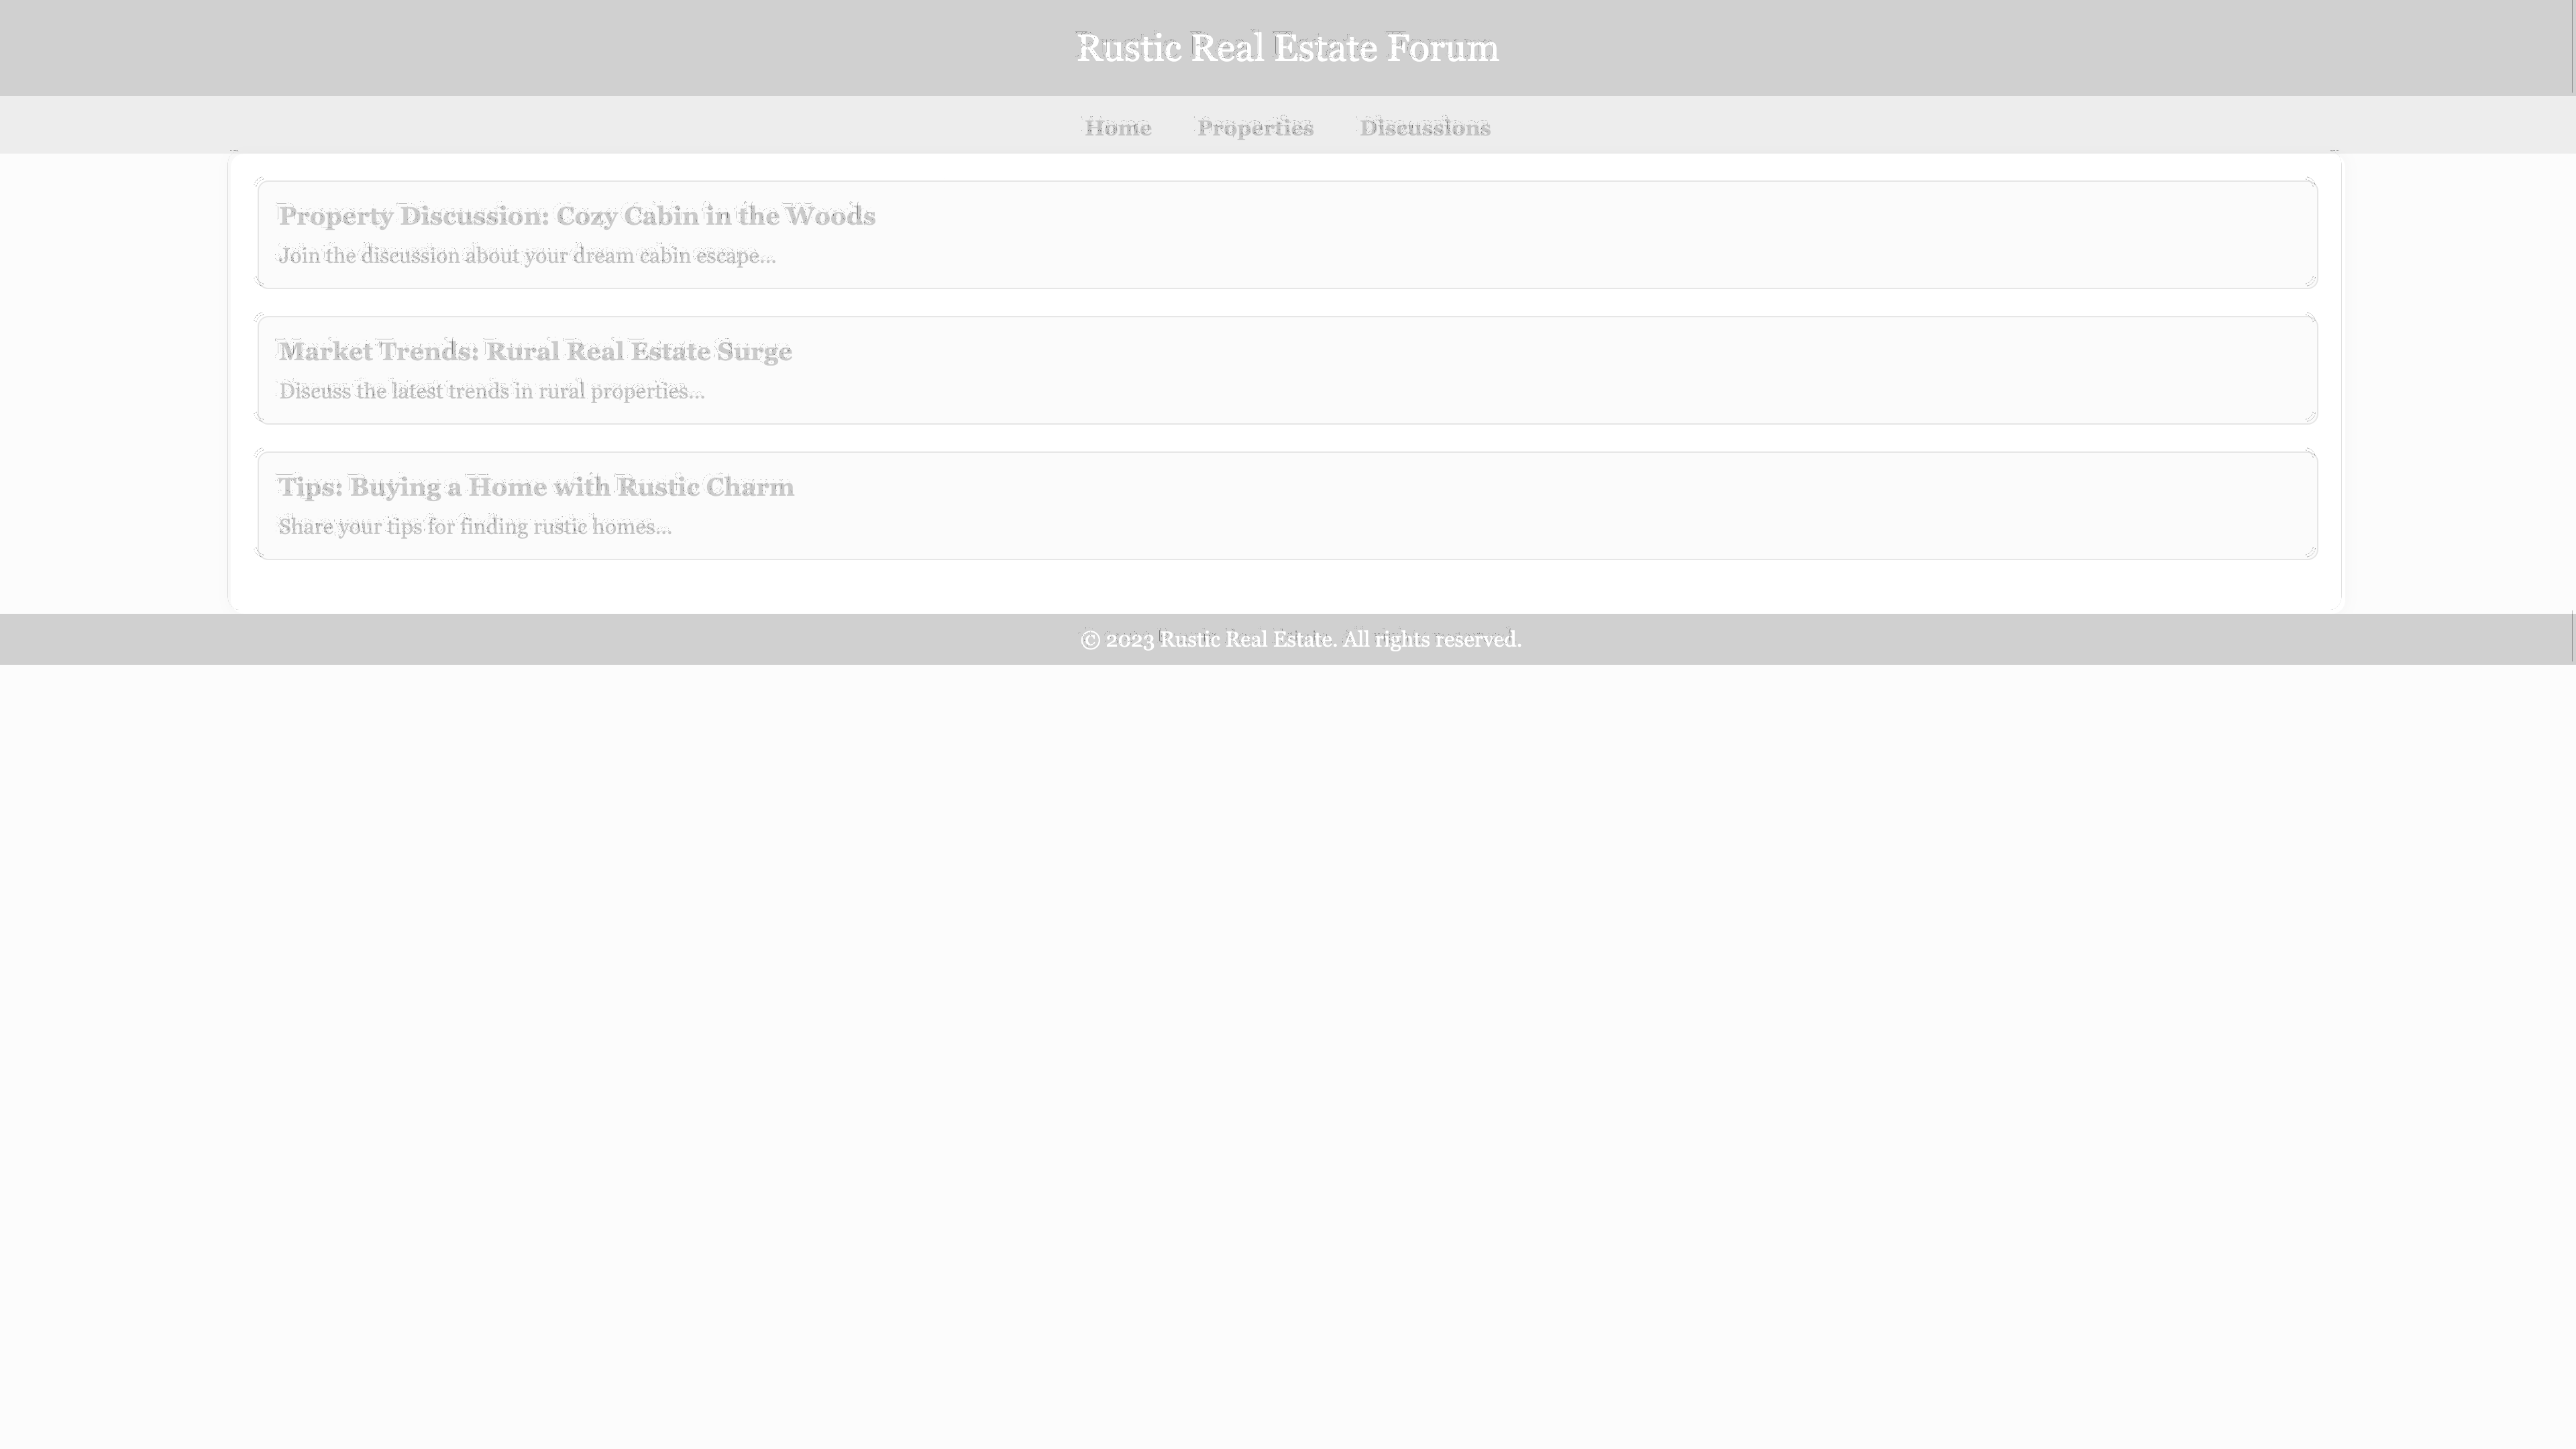 Rustic Real Estate Forum
Home Properties Discussions
Property Discussion: Cozy Cabin in the Woods
Join the discussion about your dream cabin escape...
Market Trends: Rural Real Estate Surge
Discuss the latest trends in rural properties...
Tips: Buying a Home with Rustic Charm
Share your tips for finding rustic homes...
© 2023 Rustic Real Estate. All rights reserved.